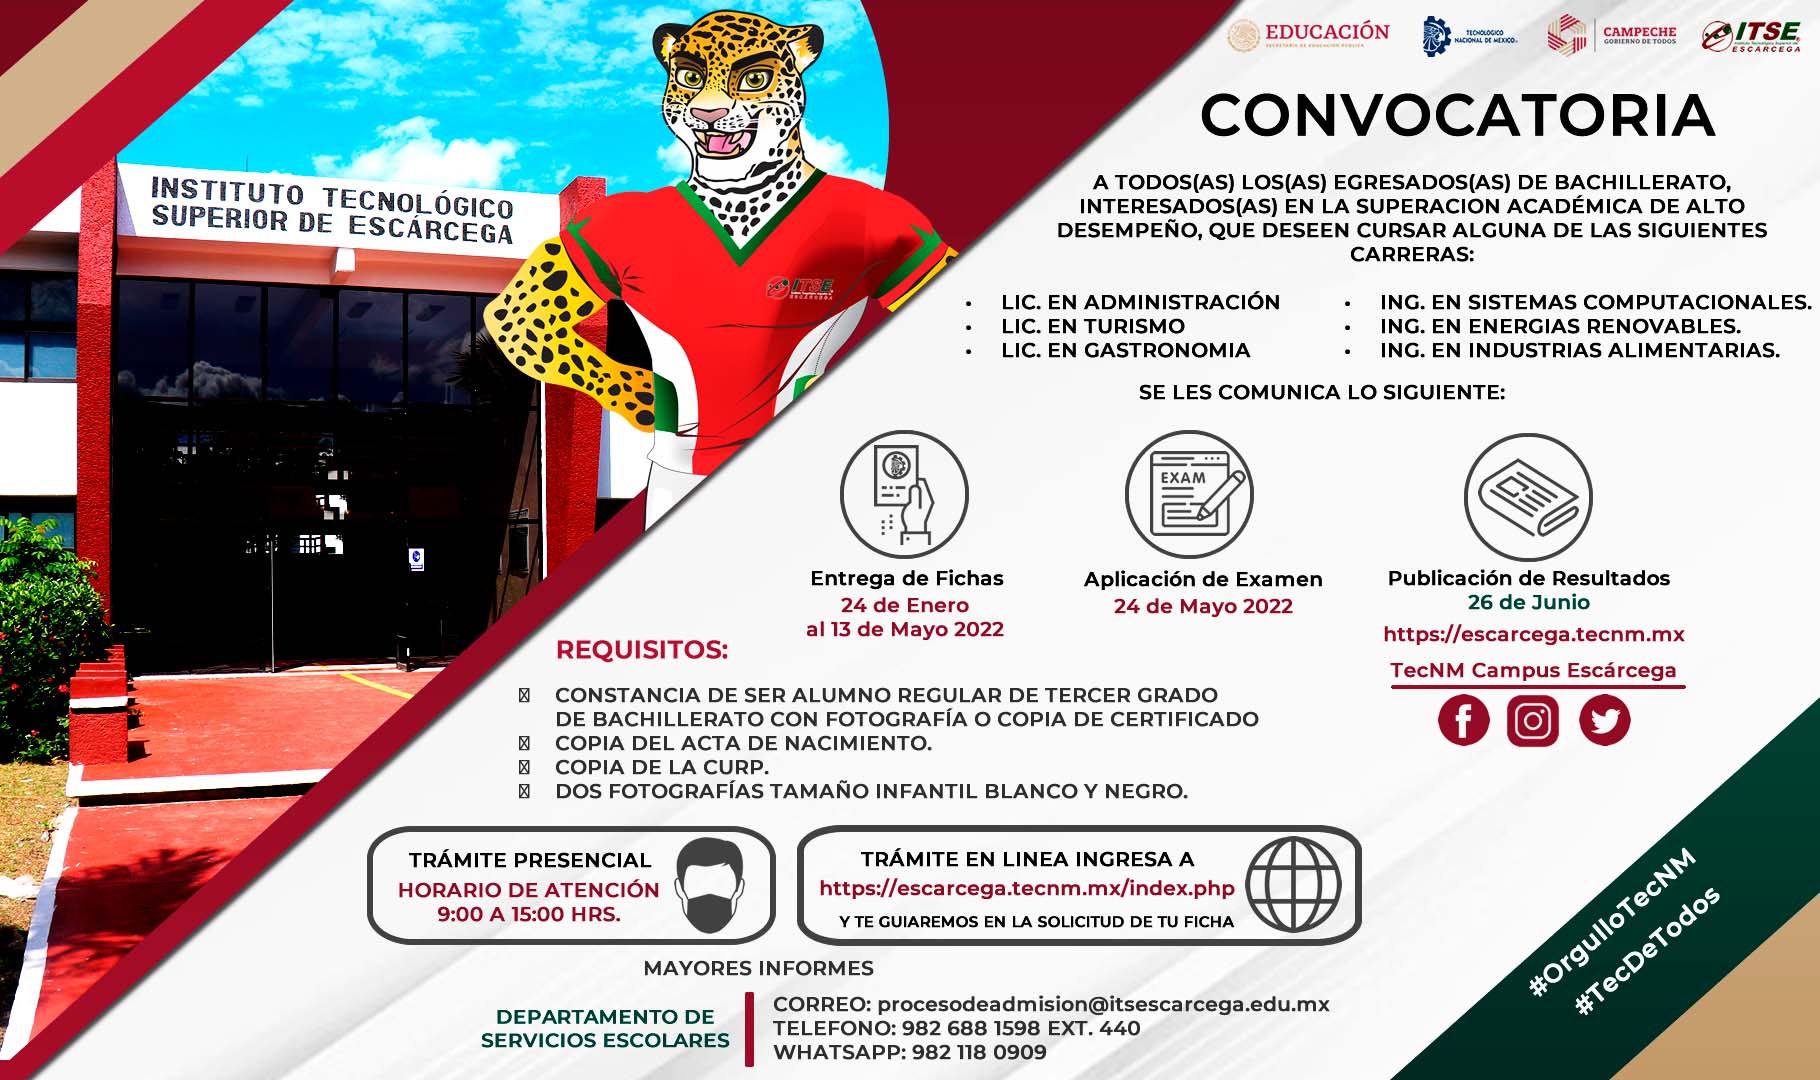 EDUCACIÓN
SECRETARÍA DE EDUCACIÓN PÚBLICA
TECNOLÓGICO
NACIONAL DE MÉXICO
CAMPECHE
GOBIERNO DE TODOS
ITSE
Instituto Tecnológico Superior de
ESCÁRCEGA
INSTITUTO TECNOLÓGICO
SUPERIOR DE ESCÁRCEGA
ITSE
ESCÁRCEGA
CONVOCATORIA
A TODOS(AS) LOS(AS) EGRESADOS(AS) DE BACHILLERATO,
INTERESADOS(AS) EN LA SUPERACION ACADÉMICA DE ALTO
DESEMPEÑO, QUE DESEEN CURSAR ALGUNA DE LAS SIGUIENTES
CARRERAS:
• LIC. EN ADMINISTRACIÓN
• LIC. EN TURISMO
• LIC. EN GASTRONOMIA
• ING. EN SISTEMAS COMPUTACIONALES.
• ING. EN ENERGIAS RENOVABLES.
• ING. EN INDUSTRIAS ALIMENTARIAS.
SE LES COMUNICA LO SIGUIENTE:
EXAM
Entrega de Fichas
24 de Enero
al 13 de Mayo 2022
Aplicación de Examen
24 de Mayo 2022
Publicación de Resultados
26 de Junio
https://escarcega.tecnm.mx
TecNM Campus Escárcega
REQUISITOS:
CONSTANCIA DE SER ALUMNO REGULAR DE TERCER GRADO
DE BACHILLERATO CON FOTOGRAFÍA O COPIA DE CERTIFICADO
COPIA DEL ACTA DE NACIMIENTO.
COPIA DE LA CURP.
DOS FOTOGRAFÍAS TAMAÑO INFANTIL BLANCO Y NEGRO.
TRÁMITE PRESENCIAL
HORARIO DE ATENCIÓN
9:00 A 15:00 HRS.
TRÁMITE EN LINEA INGRESA A
https://escarcega.tecnm.mx/index.php
Y TE GUIAREMOS EN LA SOLICITUD DE TU FICHA
#OrgulloTecNM
#TecDeTodos
MAYORES INFORMES
DEPARTAMENTO DE
SERVICIOS ESCOLARES
CORREO: procesodeadmision@itsescarcega.edu.mx
TELEFONO: 982 688 1598 EXT. 440
WHATSAPP: 982 118 0909